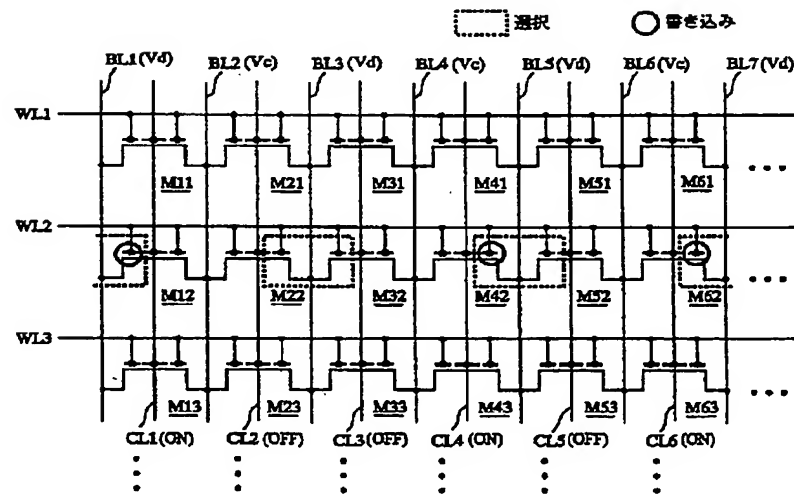 選択 書き込み
BL1(Vd) BL2(Vc) BL3(Vd) BL4(Vc) BL5(Vd) BL6(Vc) BL7(Vd)
WL1
M11 M21 M31 M41 M51 M61
WL2
M12 M22 M32 M42 M52 M62
WL3
M13 M23 M33 M43 M53 M63
CL1(ON) CL2(OFF) CL3(OFF) CL4(ON) CL5(OFF) CL6(ON)